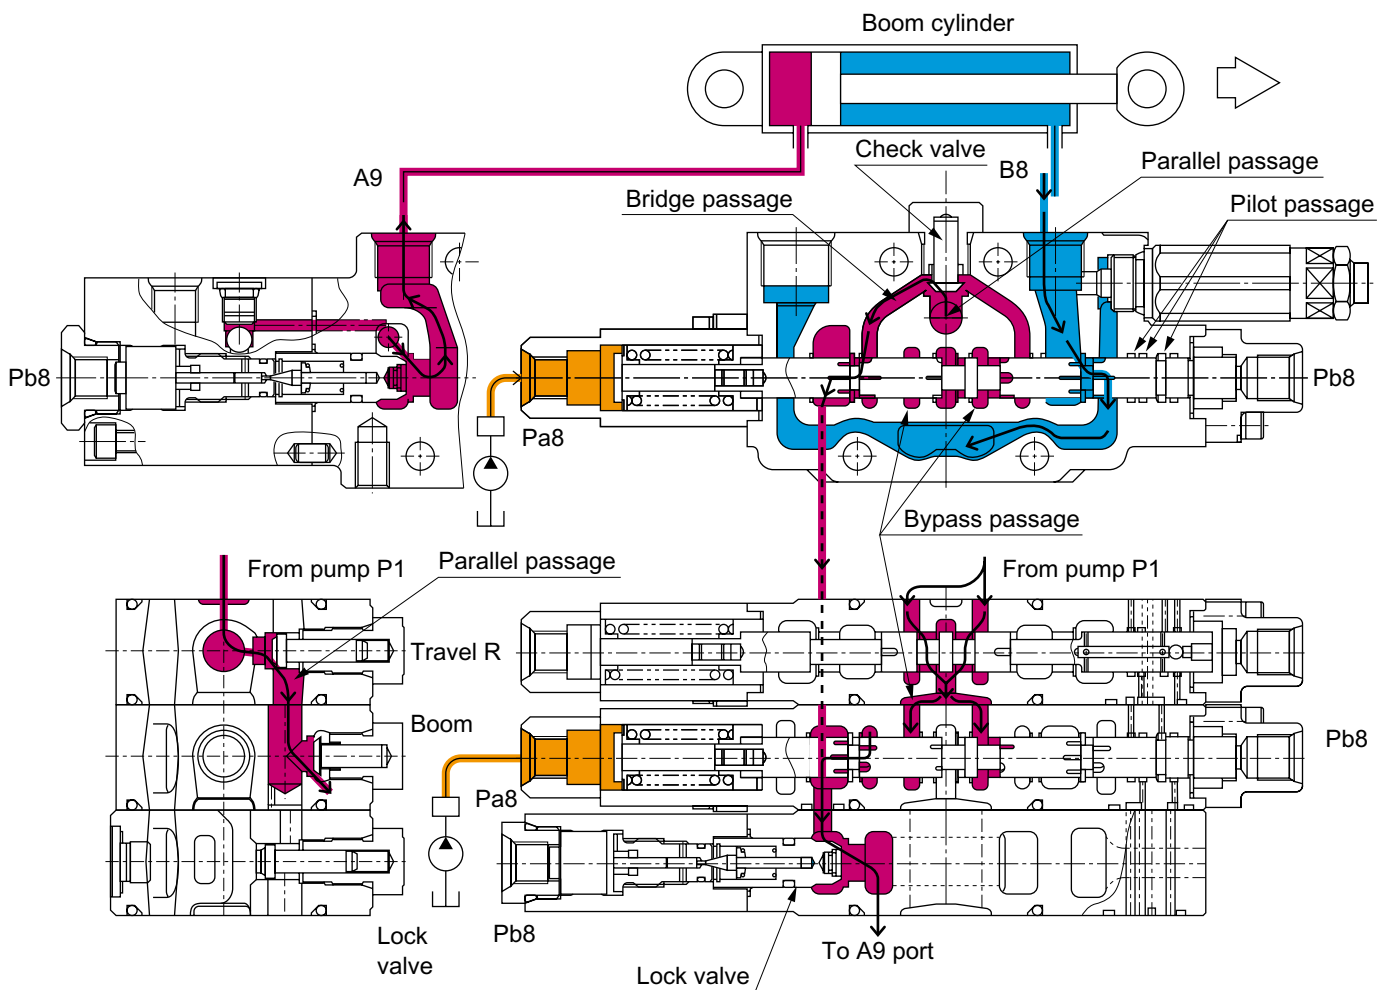 Boom cylinder
Check valve
Parallel passage
A9
B8
Bridge passage
Pilot passage
Pb8
Pb8
Pa8
Bypass passage
From pump P1
Parallel passage
From pump P1
Travel R
Boom
Pb8
Pa8
Pb8
Lock
valve
To A9 port
Lock valve